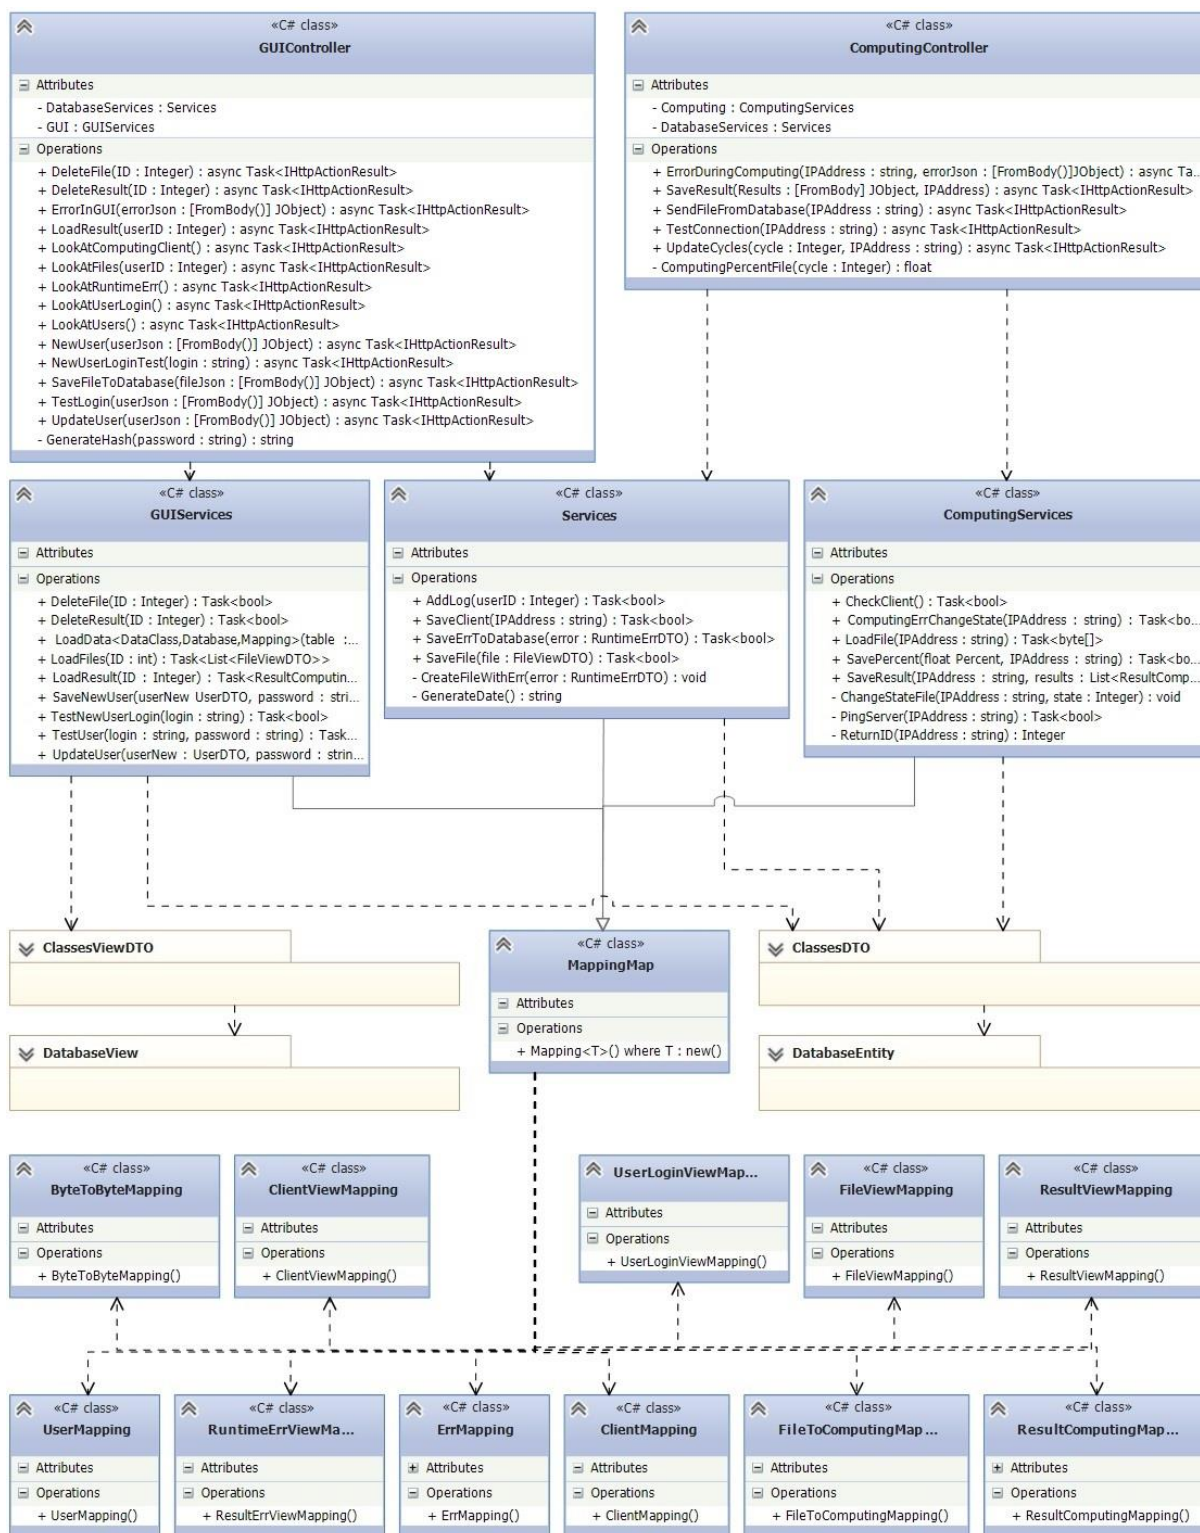 «C# class»
GUIController
Attributes
- DatabaseServices : Services
- GUI : GUIServices
Operations
+ DeleteFile(ID : Integer) : async Task<IHttpActionResult>
+ DeleteResult(ID : Integer) : async Task<IHttpActionResult>
+ ErrorInGUI(errorJson : [FromBody()] JObject) : async Task<IHttpActionResult>
+ LoadResult(userID : Integer) : async Task<IHttpActionResult>
+ LookAtComputingClient() : async Task<IHttpActionResult>
+ LookAtFiles(userID : Integer) : async Task<IHttpActionResult>
+ LookAtRuntimeErr() : async Task<IHttpActionResult>
+ LookAtUserLogin() : async Task<IHttpActionResult>
+ LookAtUsers() : async Task<IHttpActionResult>
+ NewUser(userJson : [FromBody()] JObject) : async Task<IHttpActionResult>
+ NewUserLoginTest(login : string) : async Task<IHttpActionResult>
+ SaveFileToDatabase(fileJson : [FromBody()] JObject) : async Task<IHttpActionResult>
+ TestLogin(userJson : [FromBody()] JObject) : async Task<IHttpActionResult>
+ UpdateUser(userJson : [FromBody()] JObject) : async Task<IHttpActionResult>
- GenerateHash(password : string) : string
«C# class»
ComputingController
Attributes
- Computing : ComputingServices
- DatabaseServices : Services
Operations
+ ErrorDuringComputing(IPAddress : string, errorJson : [FromBody()]JObject) : async Ta...
+ SaveResult(Results : [FromBody] JObject, IPAddress) : async Task<IHttpActionResult>
+ SendFileFromDatabase(IPAddress : string) : async Task<IHttpActionResult>
+ TestConnection(IPAddress : string) : async Task<IHttpActionResult>
+ UpdateCycles(cycle : Integer, IPAddress : string) : async Task<IHttpActionResult>
- ComputingPercentFile(cycle : Integer) : float
«C# class»
GUIServices
Attributes
Operations
+ DeleteFile(ID : Integer) : Task<bool>
+ DeleteResult(ID : Integer) : Task<bool>
+ LoadData<DataClass,Database,Mapping>(table :...
+ LoadFiles(ID : int) : Task<List<FileViewDTO>>
+ LoadResult(ID : Integer) : Task<ResultComputin...
+ SaveNewUser(userNew UserDTO, password : stri...
+ TestNewUserLogin(login : string) : Task<bool>
+ TestUser(login : string, password : string) : Task...
+ UpdateUser(userNew : UserDTO, password : strin...
«C# class»
Services
Attributes
Operations
+ AddLog(userID : Integer) : Task<bool>
+ SaveClient(IPAddress : string) : Task<bool>
+ SaveErrToDatabase(error : RuntimeErrDTO) : Task<bool>
+ SaveFile(file : FileViewDTO) : Task<bool>
- CreateFileWithErr(error : RuntimeErrDTO) : void
- GenerateDate() : string
«C# class»
ComputingServices
Attributes
Operations
+ CheckClient() : Task<bool>
+ ComputingErrChangeState(IPAddress : string) : Task<bo...
+ LoadFile(IPAddress : string) : Task<byte[]>
+ SavePercent(float Percent, IPAddress : string) : Task<bo...
+ SaveResult(IPAddress : string, results : List<ResultComp...
- ChangeStateFile(IPAddress : string, state : Integer) : void
- PingServer(IPAddress : string) : Task<bool>
- ReturnID(IPAddress : string) : Integer
ClassesViewDTO
DatabaseView
«C# class»
MappingMap
Attributes
Operations
+ Mapping<T>() where T : new()
ClassesDTO
DatabaseEntity
«C# class»
ByteToByteMapping
Attributes
Operations
+ ByteToByteMapping()
«C# class»
ClientViewMapping
Attributes
Operations
+ ClientViewMapping()
UserLoginViewMap...
Attributes
Operations
+ UserLoginViewMapping()
«C# class»
FileViewMapping
Attributes
Operations
+ FileViewMapping()
«C# class»
ResultViewMapping
Attributes
Operations
+ ResultViewMapping()
«C# class»
UserMapping
Attributes
Operations
+ UserMapping()
«C# class»
RuntimeErrViewMa...
Attributes
Operations
+ ResultErrViewMapping()
«C# class»
ErrMapping
Attributes
Operations
+ ErrMapping()
«C# class»
ClientMapping
Attributes
Operations
+ ClientMapping()
«C# class»
FileToComputingMap...
Attributes
Operations
+ FileToComputingMapping()
«C# class»
ResultComputingMap...
Attributes
Operations
+ ResultComputingMapping()